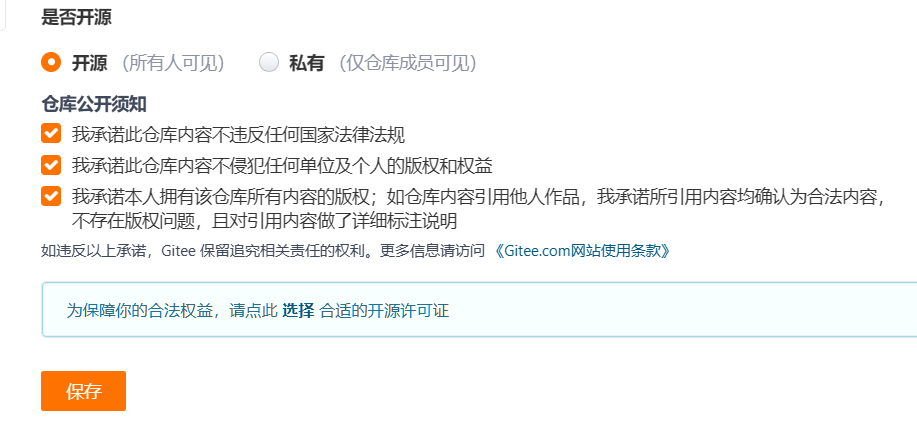 是否开源
开源 (所有人可见) 私有 (仅仓库成员可见)
仓库公开须知
我承诺此仓库内容不违反任何国家法律法规
我承诺此仓库内容不侵犯任何单位及个人的版权和权益
我承诺本人拥有该仓库所有内容的版权；如仓库内容引用他人作品，我承诺所引用内容均确认为合法内容，
不存在版权问题，且对引用内容做了详细标注说明
如违反以上承诺，Gitee 保留追究相关责任的权利。更多信息请访问 《Gitee.com网站使用条款》
为保障你的合法权益，请点此 选择 合适的开源许可证
保存